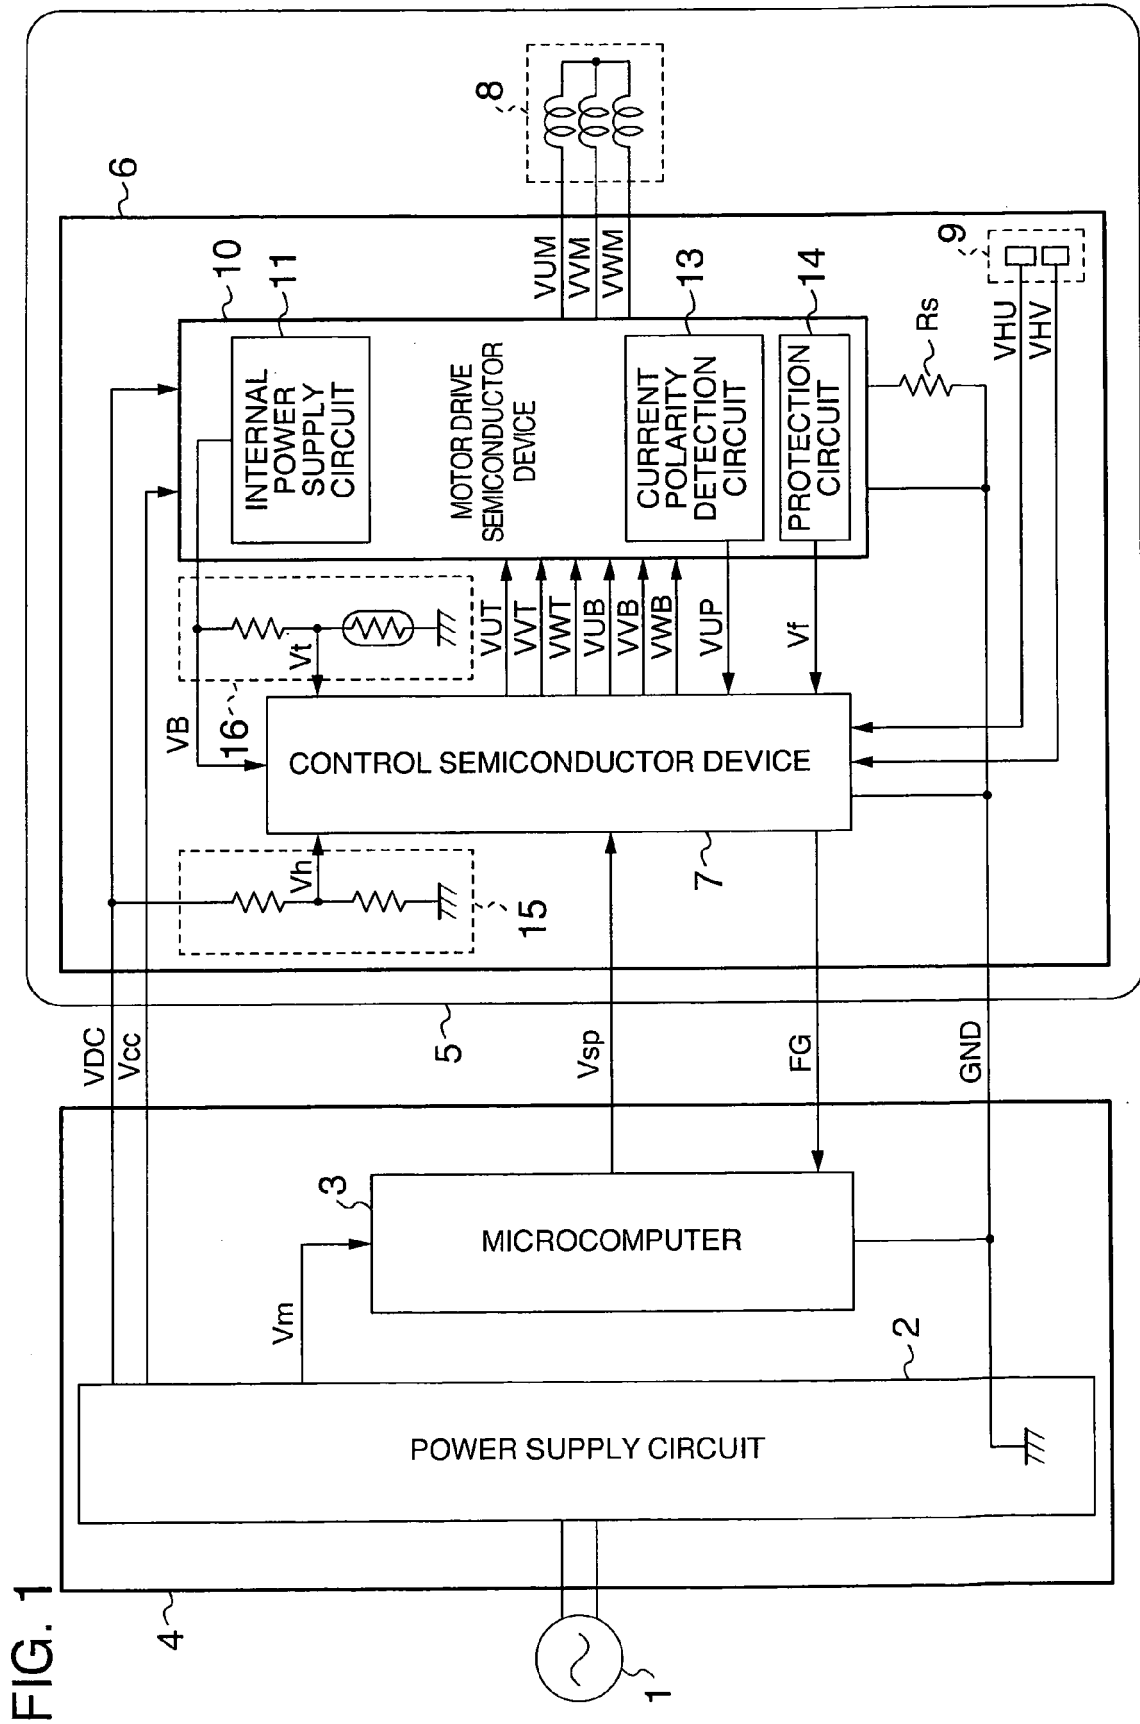 FIG. 1
1
4
POWER SUPPLY CIRCUIT
2
Vm
MICROCOMPUTER
3
VDC
Vcc
Vsp
FG
GND
5
6
15
Vh
CONTROL SEMICONDUCTOR DEVICE
7
VB
16
Vt
VUT
VVT
VWT
VUB
VVB
VWB
VUP
Vf
10
INTERNAL
POWER
SUPPLY
CIRCUIT
11
MOTOR DRIVE
SEMICONDUCTOR
DEVICE
CURRENT
POLARITY
DETECTION
CIRCUIT
13
PROTECTION
CIRCUIT
14
Rs
VUM
VVM
VWM
8
VHU
VHV
9